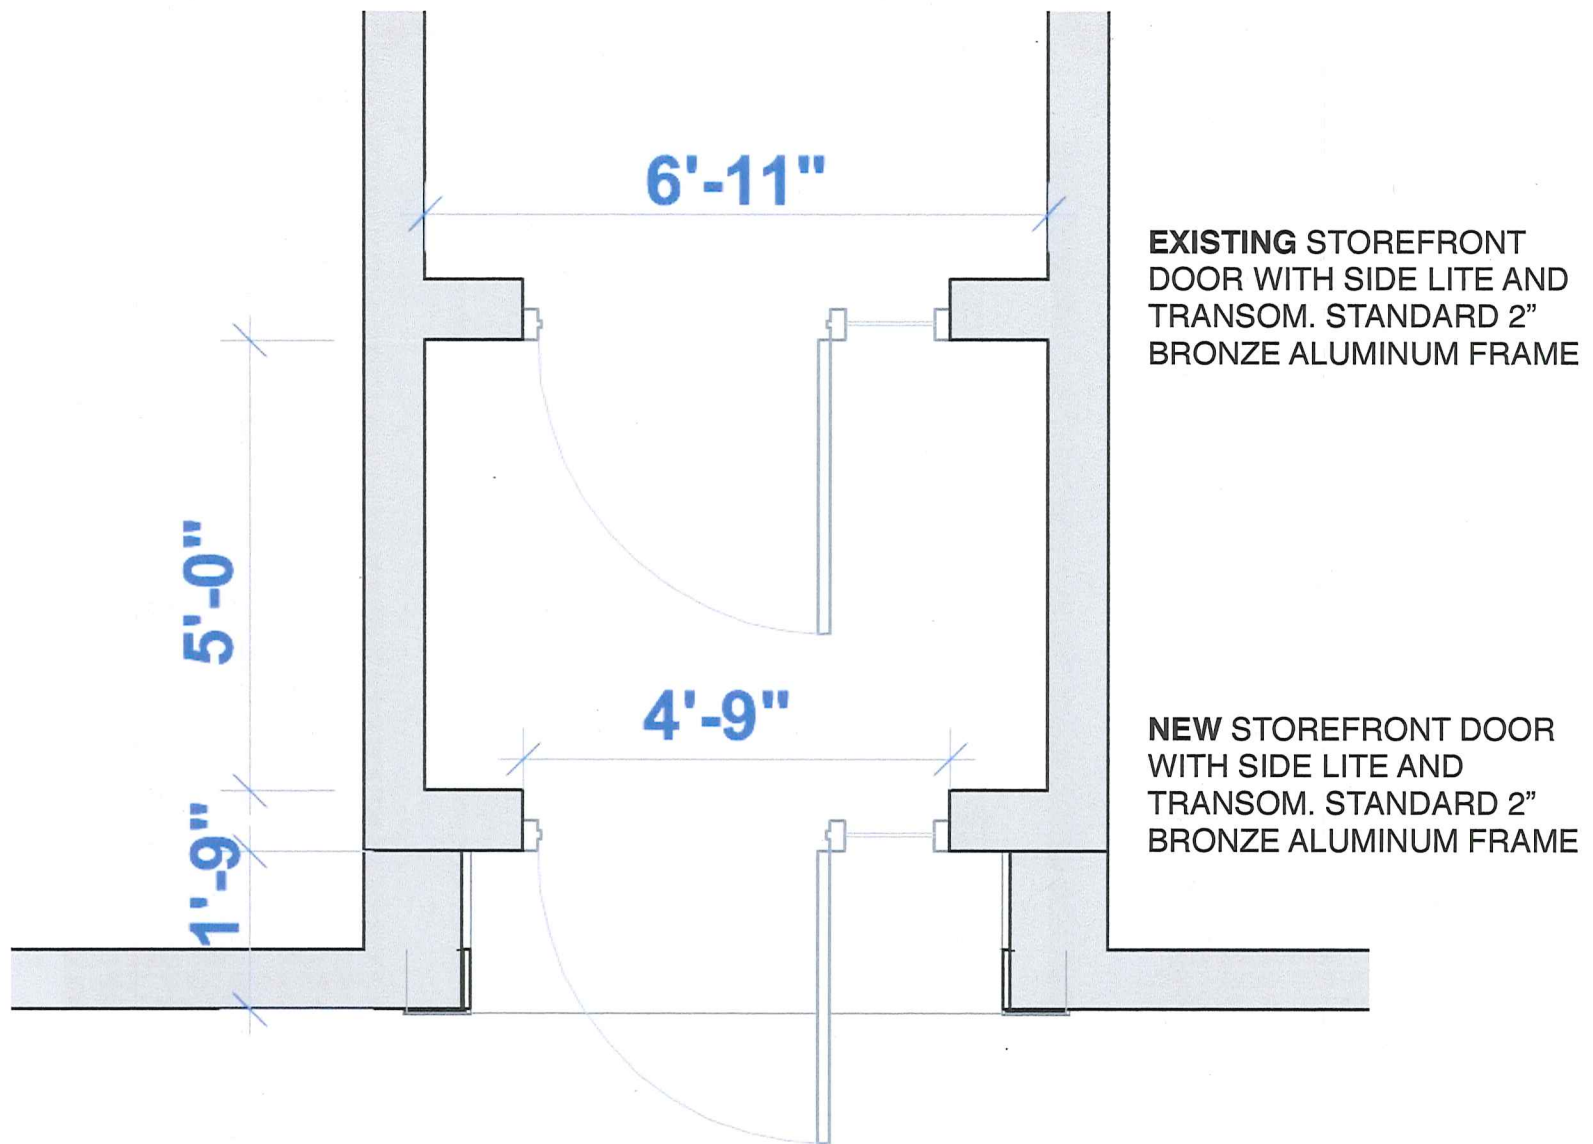 6'-11"
EXISTING STOREFRONT
DOOR WITH SIDE LITE AND
TRANSOM. STANDARD 2”
BRONZE ALUMINUM FRAME
5'-0"
4'-9"
NEW STOREFRONT DOOR
WITH SIDE LITE AND
TRANSOM. STANDARD 2”
BRONZE ALUMINUM FRAME
1'-9"